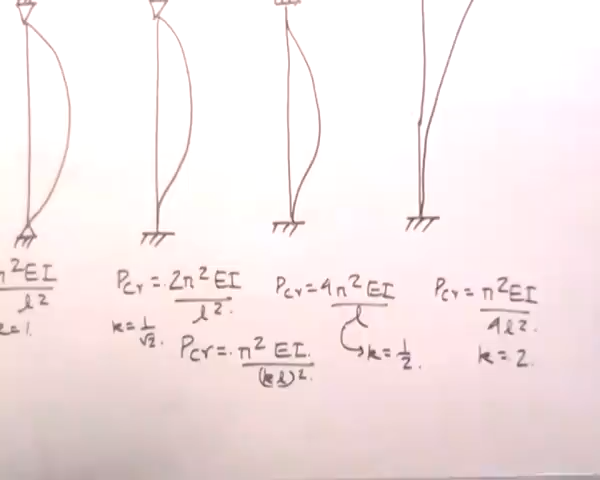 π²EI / l²
k=1.
Pcr = 2π²EI / l².
k = 1/√2.
Pcr = 4π²EI / l
k = 1/2.
Pcr = π²EI / 4l².
k = 2.
Pcr = π² EI. / (kl)².